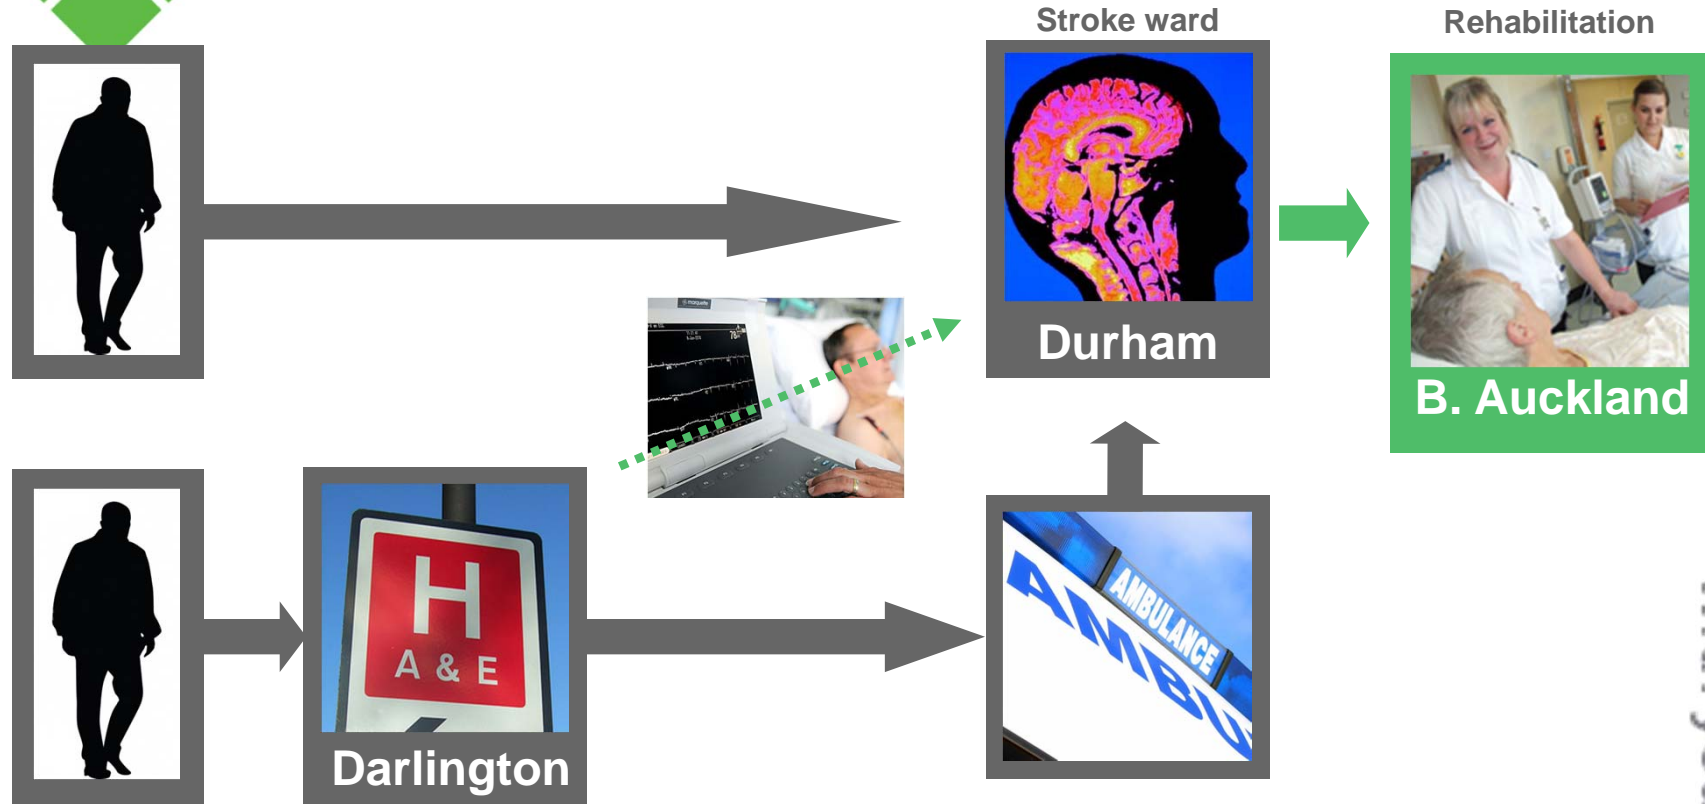 Stroke ward
Rehabilitation
Durham
B. Auckland
H
A & E
Darlington
AMBULANCE
AMBU